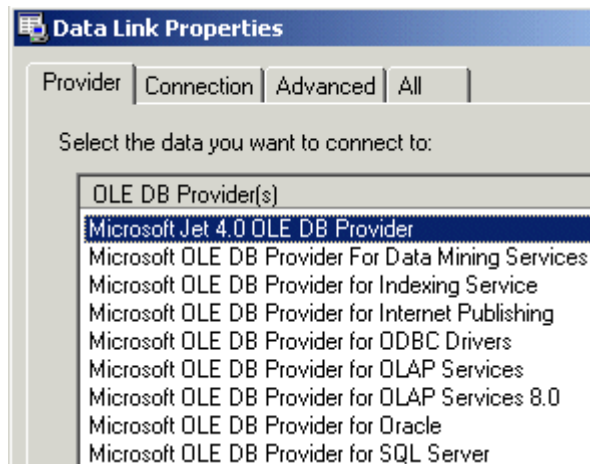 Data Link Properties
Provider Connection Advanced All
Select the data you want to connect to:
OLE DB Provider(s)
Microsoft Jet 4.0 OLE DB Provider
Microsoft OLE DB Provider For Data Mining Services
Microsoft OLE DB Provider for Indexing Service
Microsoft OLE DB Provider for Internet Publishing
Microsoft OLE DB Provider for ODBC Drivers
Microsoft OLE DB Provider for OLAP Services
Microsoft OLE DB Provider for OLAP Services 8.0
Microsoft OLE DB Provider for Oracle
Microsoft OLE DB Provider for SQL Server